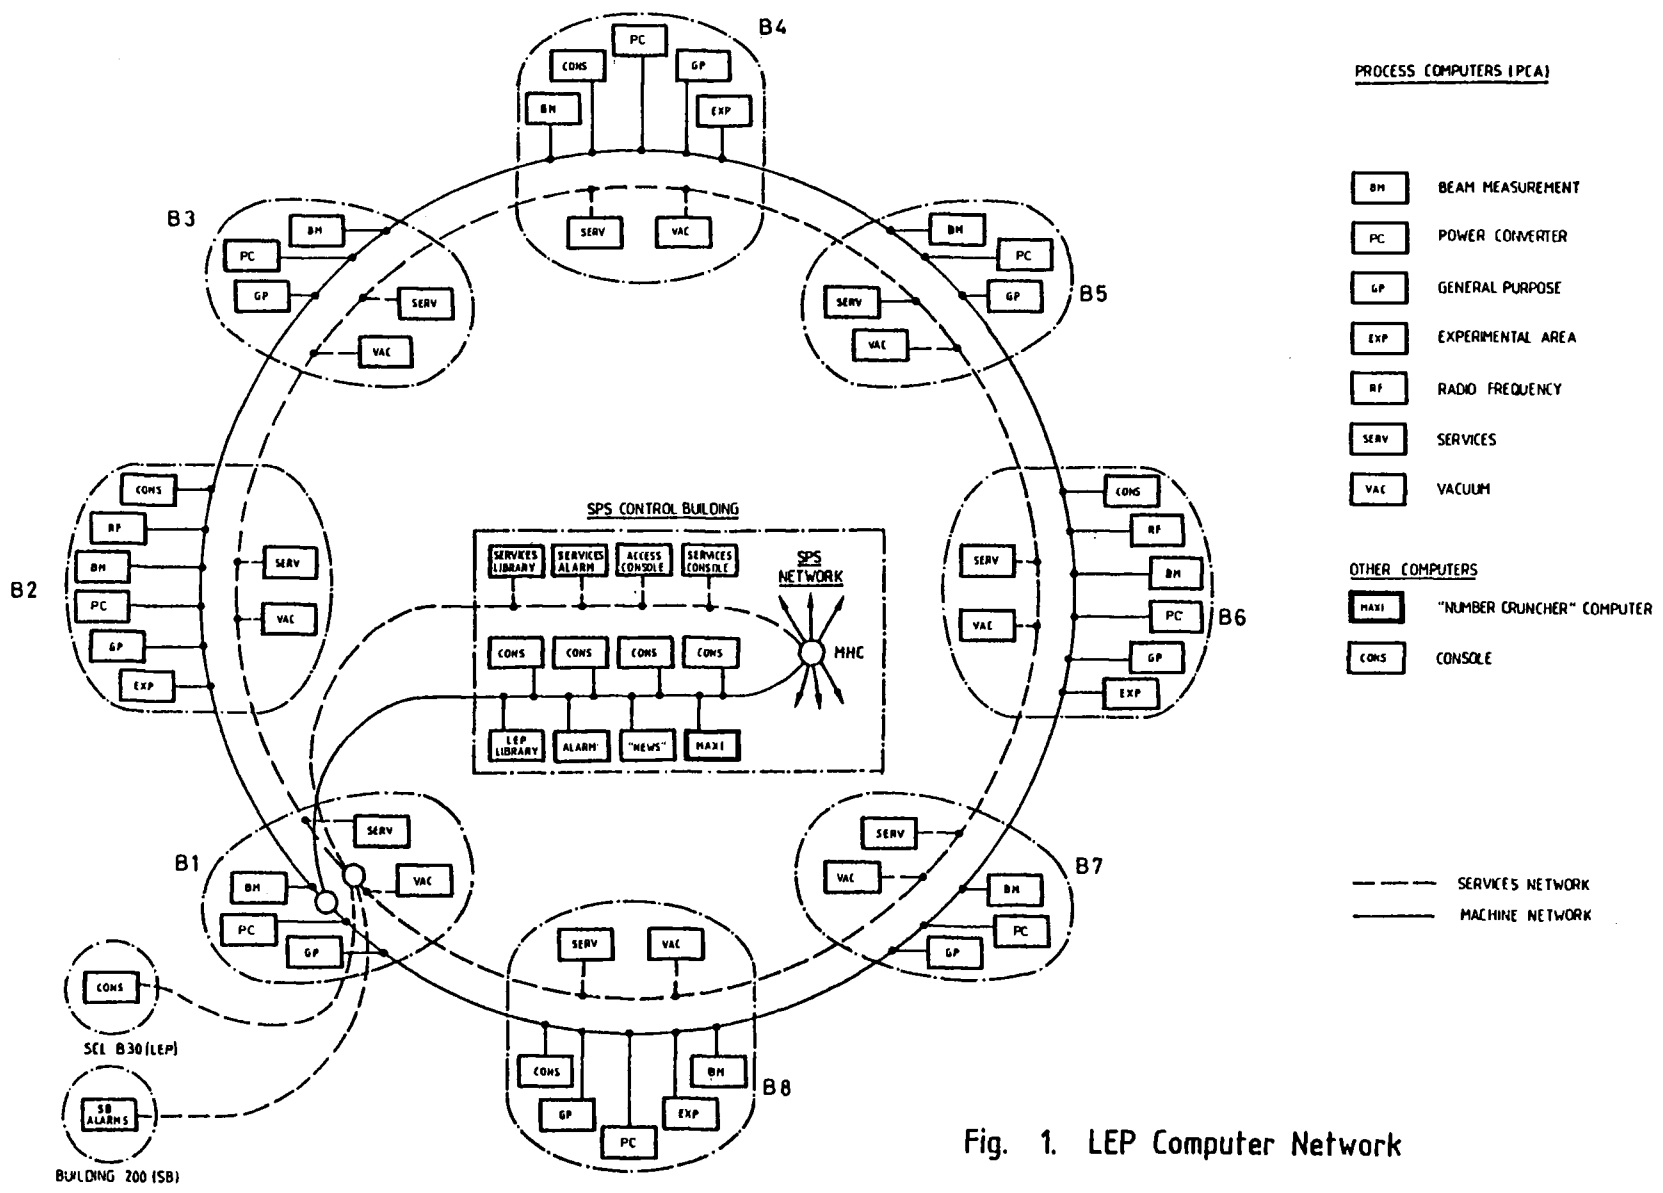 B4
PC
CONS
GP
BM
EXP
SERV
VAC
B3
BM
PC
GP
SERV
VAC
BM
PC
GP
B5
SERV
VAC
B2
CONS
RF
BM
PC
GP
EXP
SERV
VAC
SPS CONTROL BUILDING
SERVICES
LIBRARY
SERVICES
ALARM
ACCESS
CONSOLE
SERVICES
CONSOLE
SPS
NETWORK
CONS
CONS
CONS
CONS
MHC
LEP
LIBRARY
ALARM
"NEWS"
MAXI
SERV
VAC
CONS
RF
BM
PC
GP
EXP
B6
B1
SERV
VAC
BM
PC
GP
SERV
VAC
B7
BM
PC
GP
SERV
VAC
CONS
GP
PC
EXP
BM
B8
CONS
SCL B30 (LEP)
SB
ALARMS
BUILDING 200 (SB)
PROCESS COMPUTERS (PCA)
BM BEAM MEASUREMENT
PC POWER CONVERTER
GP GENERAL PURPOSE
EXP EXPERIMENTAL AREA
RF RADIO FREQUENCY
SERV SERVICES
VAC VACUUM
OTHER COMPUTERS
MAXI "NUMBER CRUNCHER" COMPUTER
CONS CONSOLE
SERVICES NETWORK
MACHINE NETWORK
Fig. 1. LEP Computer Network